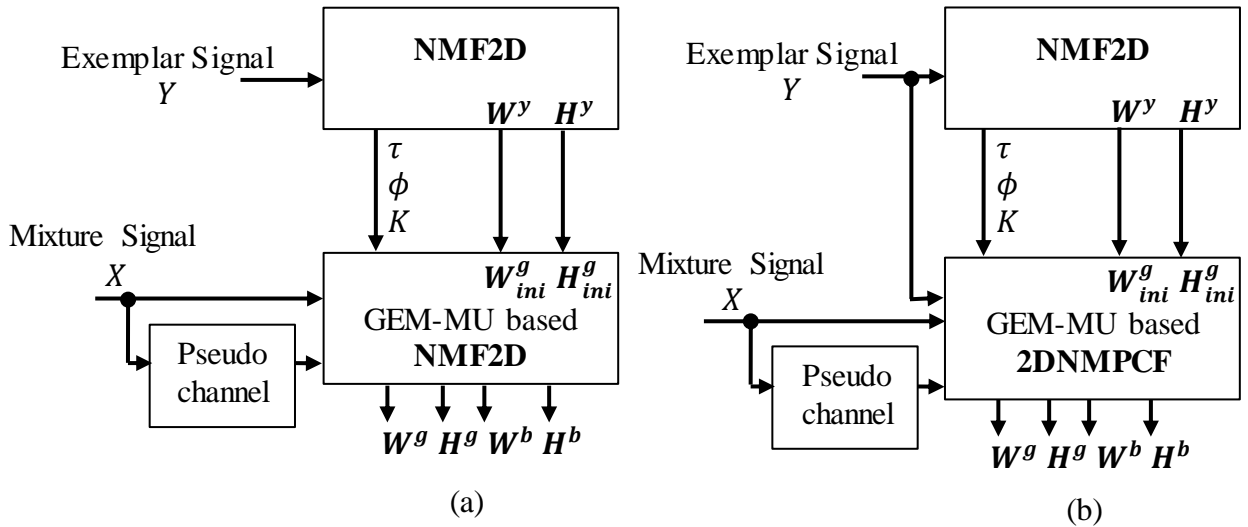 NMF2D
Exemplar Signal
Y
W^y H^y
τ
ϕ
K
Mixture Signal
X
W^g_ini H^g_ini
GEM-MU based
NMF2D
Pseudo
channel
W^g H^g W^b H^b
(a)
NMF2D
Exemplar Signal
Y
W^y H^y
τ
ϕ
K
Mixture Signal
X
W^g_ini H^g_ini
GEM-MU based
2DNMPCF
Pseudo
channel
W^g H^g W^b H^b
(b)